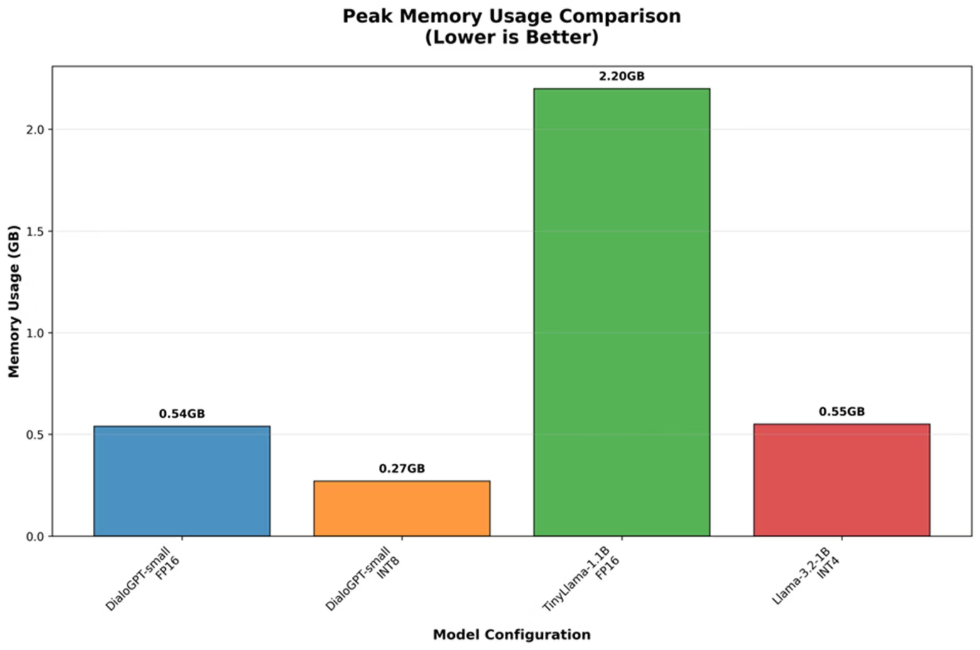 Peak Memory Usage Comparison
(Lower is Better)
Memory Usage (GB)
2.0
1.5
1.0
0.5
0.0
0.54GB
0.27GB
2.20GB
0.55GB
DialoGPT-small
FP16
DialoGPT-small
INT8
TinyLlama-1.1B
FP16
Llama-3.2-1B
INT4
Model Configuration